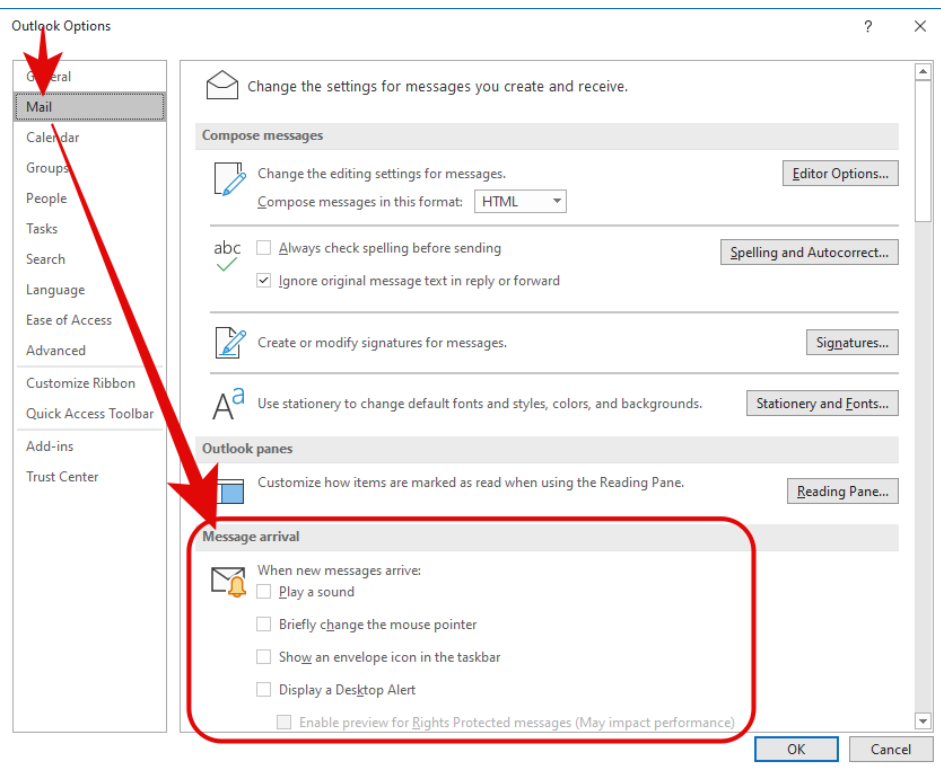 Outlook Options
General
Mail
Calendar
Groups
People
Tasks
Search
Language
Ease of Access
Advanced
Customize Ribbon
Quick Access Toolbar
Add-ins
Trust Center
Change the settings for messages you create and receive.
Compose messages
Change the editing settings for messages.
Editor Options...
Compose messages in this format: HTML
abc
Always check spelling before sending
Spelling and Autocorrect...
Ignore original message text in reply or forward
Create or modify signatures for messages.
Signatures...
Aa
Use stationery to change default fonts and styles, colors, and backgrounds.
Stationery and Fonts...
Outlook panes
Customize how items are marked as read when using the Reading Pane.
Reading Pane...
Message arrival
When new messages arrive:
Play a sound
Briefly change the mouse pointer
Show an envelope icon in the taskbar
Display a Desktop Alert
Enable preview for Rights Protected messages (May impact performance)
OK
Cancel